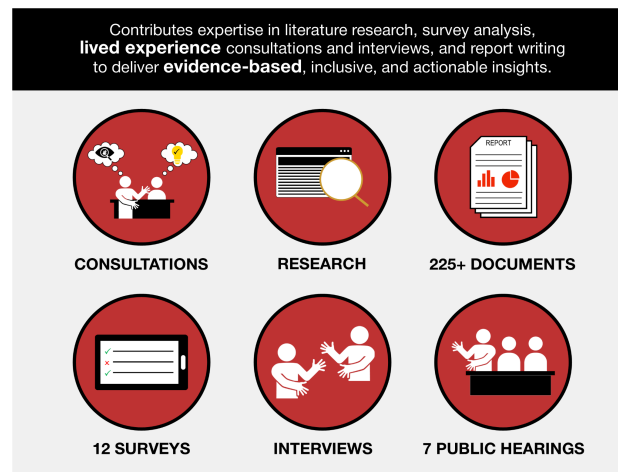 Contributes expertise in literature research, survey analysis,
lived experience consultations and interviews, and report writing
to deliver evidence-based, inclusive, and actionable insights.
REPORT
CONSULTATIONS
RESEARCH
225+ DOCUMENTS
12 SURVEYS
INTERVIEWS
7 PUBLIC HEARINGS